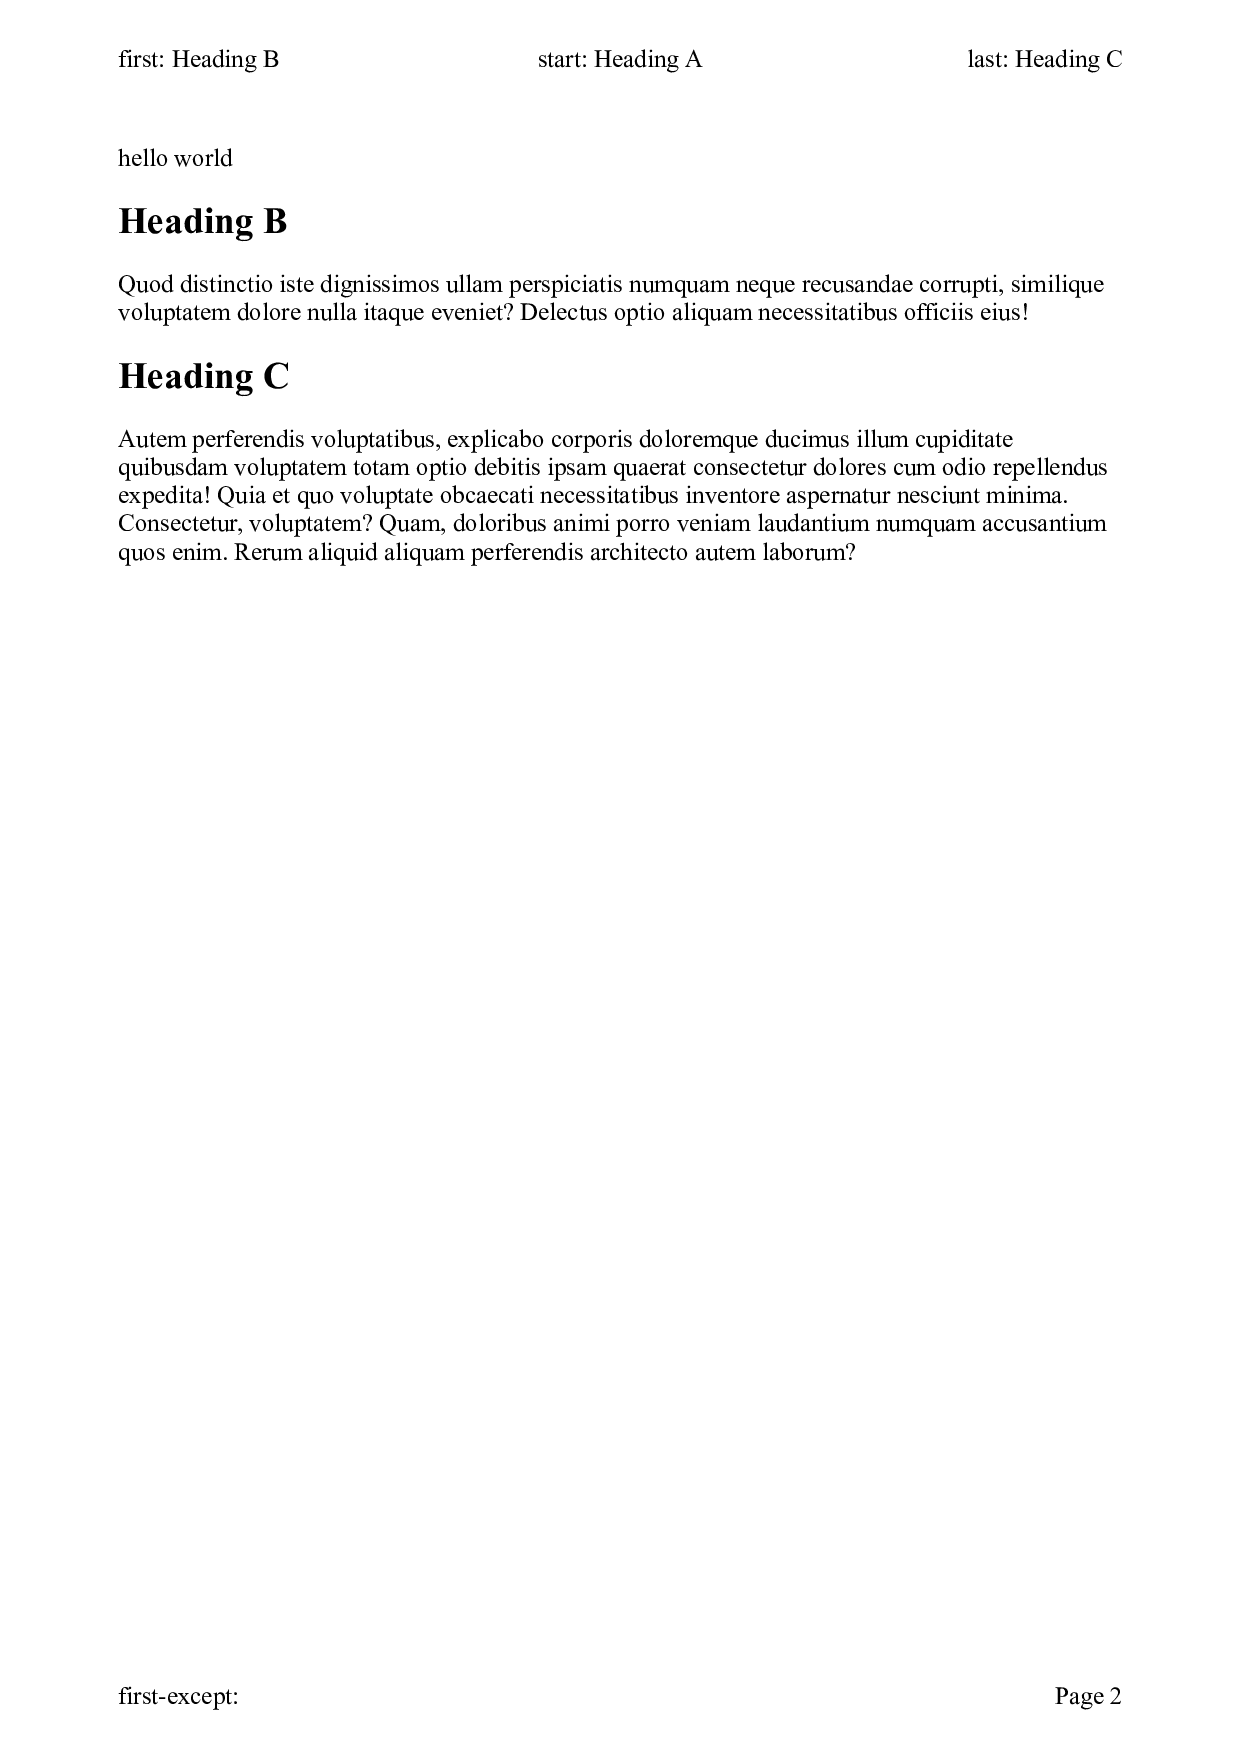 first: Heading B start: Heading A last: Heading C
hello world
Heading B
Quod distinctio iste dignissimos ullam perspiciatis numquam neque recusandae corrupti, similique
voluptatem dolore nulla itaque eveniet? Delectus optio aliquam necessitatibus officiis eius!
Heading C
Autem perferendis voluptatibus, explicabo corporis doloremque ducimus illum cupiditate
quibusdam voluptatem totam optio debitis ipsam quaerat consectetur dolores cum odio repellendus
expedita! Quia et quo voluptate obcaecati necessitatibus inventore aspernatur nesciunt minima.
Consectetur, voluptatem? Quam, doloribus animi porro veniam laudantium numquam accusantium
quos enim. Rerum aliquid aliquam perferendis architecto autem laborum?
first-except: Page 2